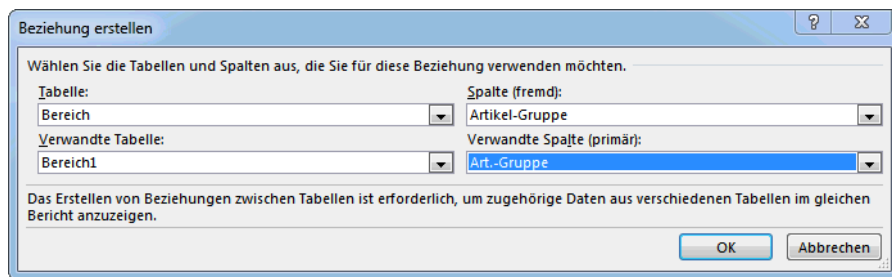 Beziehung erstellen
Wählen Sie die Tabellen und Spalten aus, die Sie für diese Beziehung verwenden möchten.
Tabelle: Spalte (fremd):
Bereich Artikel-Gruppe
Verwandte Tabelle: Verwandte Spalte (primär):
Bereich1 Art.-Gruppe
Das Erstellen von Beziehungen zwischen Tabellen ist erforderlich, um zugehörige Daten aus verschiedenen Tabellen im gleichen
Bericht anzuzeigen.
OK Abbrechen